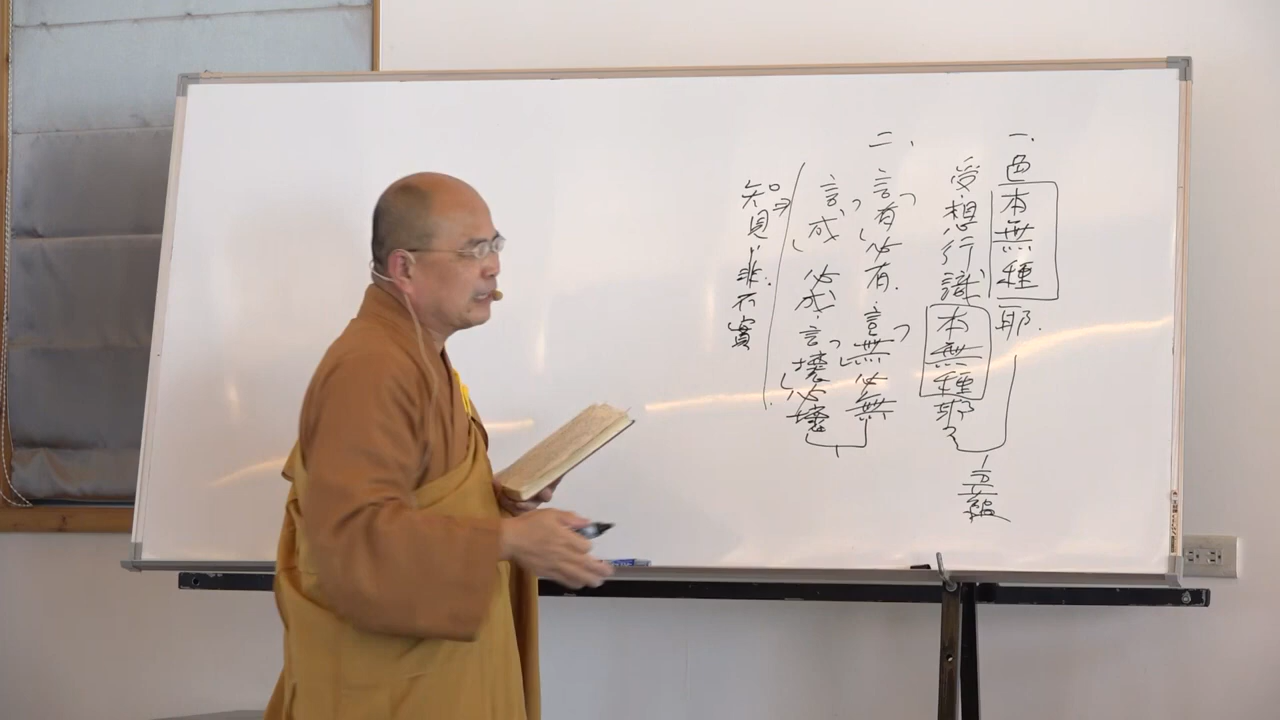 一、
色本無種耶.
受想行識本無種耶
五蘊
二、
言有必有.言無必無
言成必成.言壞必壞
知見 非不實